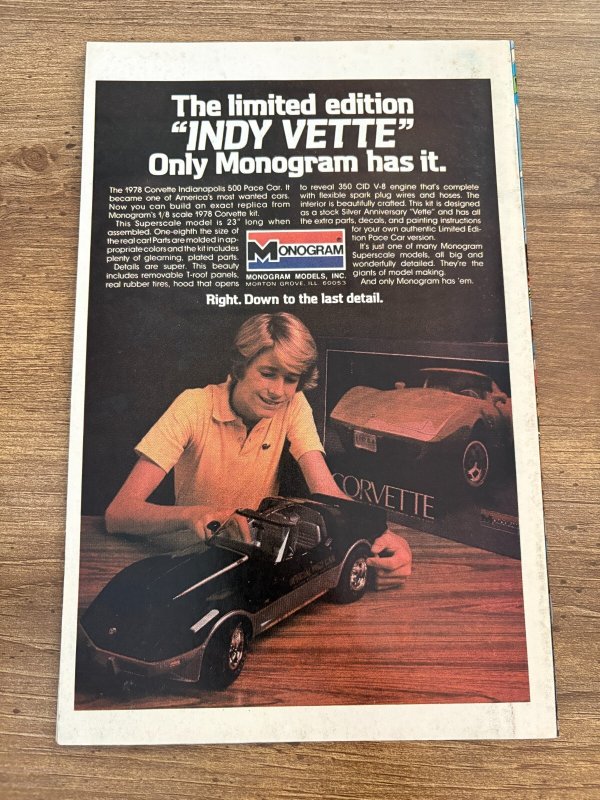 The limited edition
"INDY VETTE"
Only Monogram has it.
The 1978 Corvette Indianapolis 500 Pace Car. It
became one of America's most wanted cars.
Now you can build an exact replica from
Monogram's 1/8 scale 1978 Corvette kit.
This Superscale model is 23" long when
assembled. One-eighth the size of
the real car! Parts are molded in ap-
propriate colors and the kit includes
plenty of gleaming, plated parts.
Details are super. This beauty
includes removable T-roof panels,
real rubber tires, hood that opens
to reveal 350 CID V-8 engine that's complete
with flexible spark plug wires and hoses. The
interior is beautifully crafted. This kit is designed
as a stock Silver Anniversary "Vette" and has all
the extra parts, decals, and painting instructions
for your own authentic Limited Edi-
tion Pace Car version.
It's just one of many Monogram
Superscale models, all big and
wonderfully detailed. They're the
giants of model making.
And only Monogram has 'em.
MONOGRAM
MONOGRAM MODELS, INC.
MORTON GROVE, ILL 60053
Right. Down to the last detail.
CORVETTE